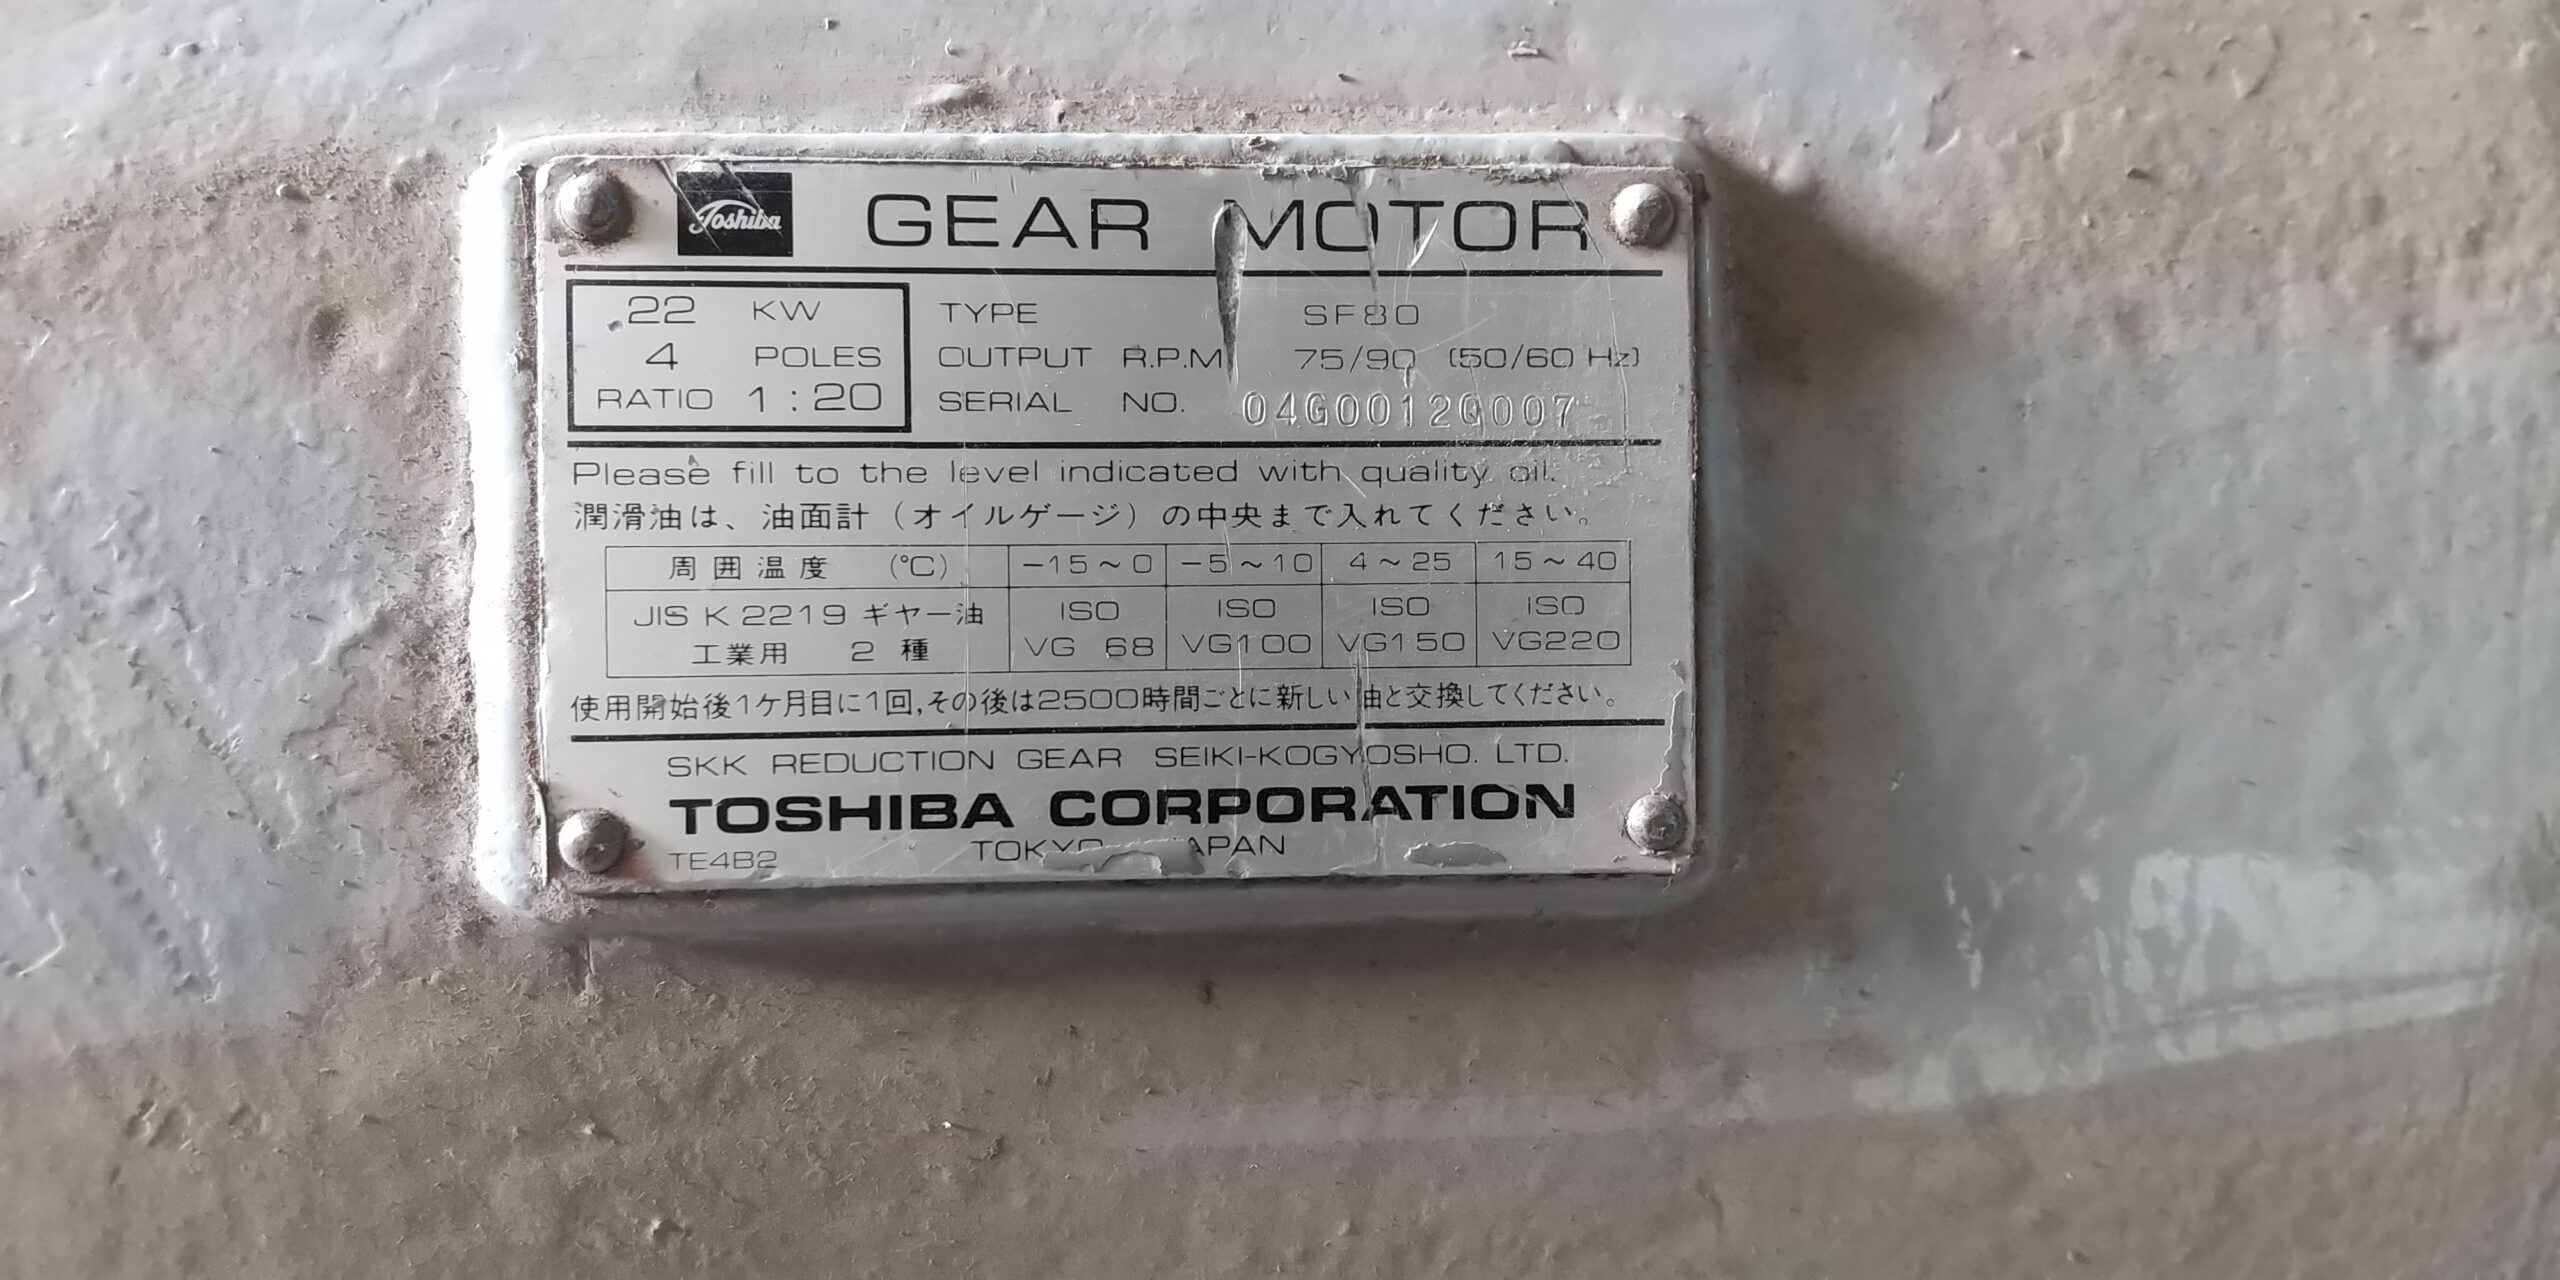 Toshiba GEAR MOTOR
22 KW
4 POLES
RATIO 1:20
TYPE SF80
OUTPUT R.P.M 75/90 (50/60 Hz)
SERIAL NO. 04G0012Q007
Please fill to the level indicated with quality oil.
潤滑油は、油面計(オイルゲージ)の中央まで入れてください。
周囲温度 (℃) −15~0 −5~10 4~25 15~40
JIS K 2219 ギヤー油 ISO ISO ISO ISO
工業用 2種 VG 68 VG100 VG150 VG220
使用開始後1ケ月目に1回,その後は2500時間ごとに新しい油と交換してください。
SKK REDUCTION GEAR SEIKI-KOGYOSHO. LTD.
TOSHIBA CORPORATION
TOKYO JAPAN
TE4B2